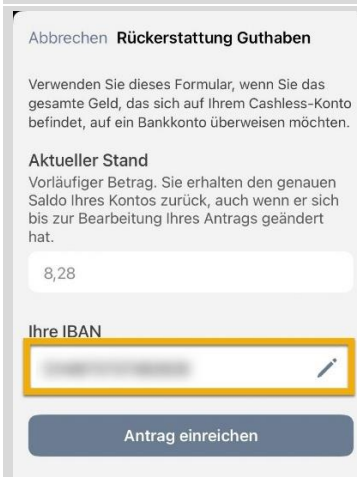 Abbrechen Rückerstattung Guthaben
Verwenden Sie dieses Formular, wenn Sie das
gesamte Geld, das sich auf Ihrem Cashless-Konto
befindet, auf ein Bankkonto überweisen möchten.
Aktueller Stand
Vorläufiger Betrag. Sie erhalten den genauen
Saldo Ihres Kontos zurück, auch wenn er sich
bis zur Bearbeitung Ihres Antrags geändert
hat.
8,28
Ihre IBAN
Antrag einreichen